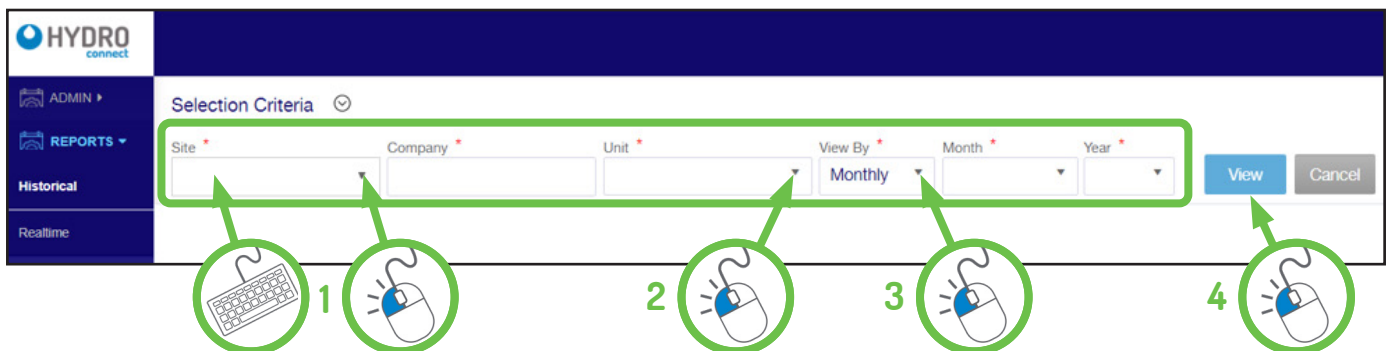 HYDRO
connect
ADMIN
Selection Criteria
REPORTS
Site * Company * Unit * View By * Month * Year *
Monthly
View Cancel
Historical
Realtime
1 2 3 4